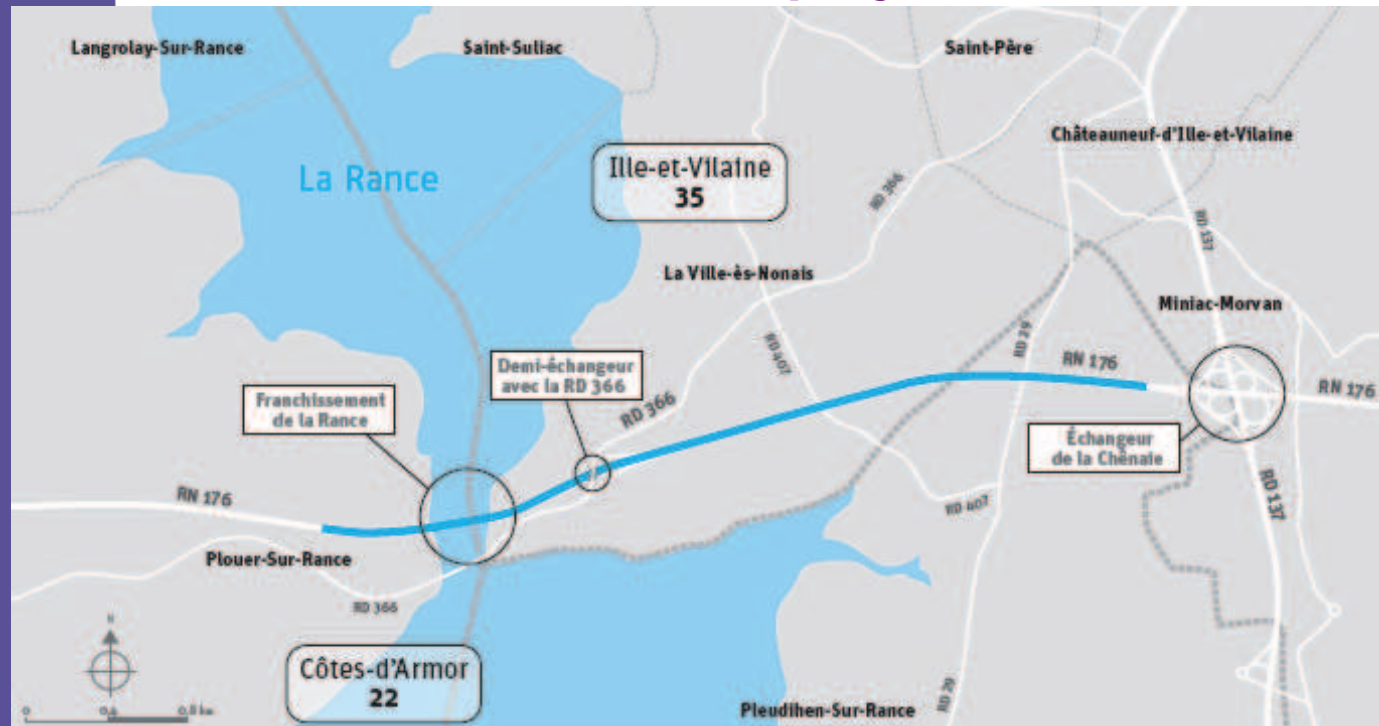 Langrolay-Sur-Rance
Saint-Suliac
Saint-Père
Châteauneuf-d'Ille-et-Vilaine
La Rance
Ille-et-Vilaine
35
RD 366
RD 137
La Ville-ès-Nonais
Miniac-Morvan
RD 407
RD 29
Demi-échangeur
avec la RD 366
RN 176
RN 176
Franchissement
de la Rance
RD 366
Échangeur
de la Chênaie
RN 176
RD 407
RD 137
Plouer-Sur-Rance
RD 366
N
Côtes-d'Armor
22
RD 29
Pleudihen-Sur-Rance
0
0,8 km